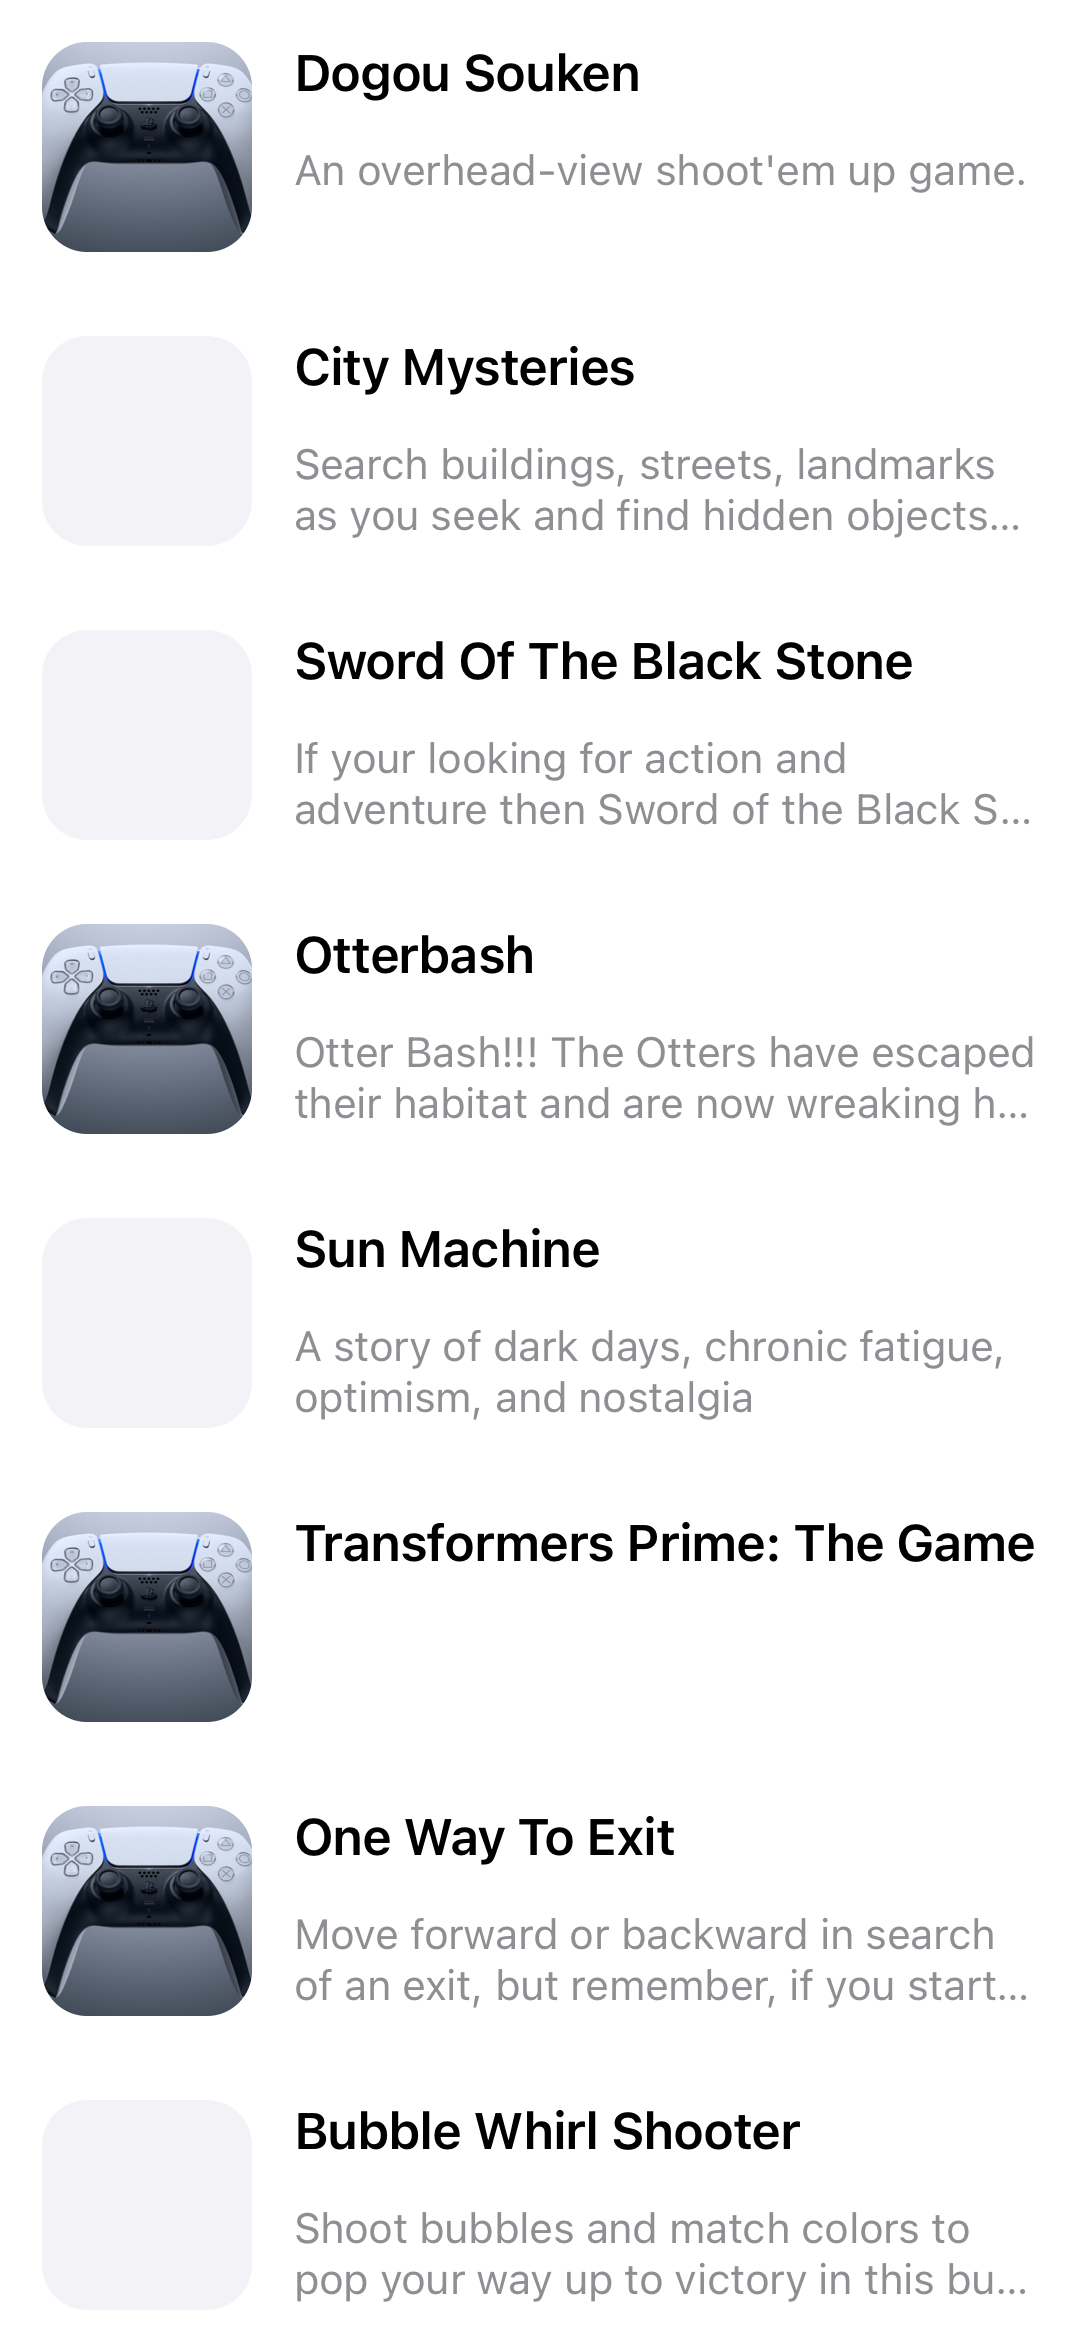 Dogou Souken
An overhead-view shoot'em up game.
City Mysteries
Search buildings, streets, landmarks
as you seek and find hidden objects...
Sword Of The Black Stone
If your looking for action and
adventure then Sword of the Black S...
Otterbash
Otter Bash!!! The Otters have escaped
their habitat and are now wreaking h...
Sun Machine
A story of dark days, chronic fatigue,
optimism, and nostalgia
Transformers Prime: The Game
One Way To Exit
Move forward or backward in search
of an exit, but remember, if you start...
Bubble Whirl Shooter
Shoot bubbles and match colors to
pop your way up to victory in this bu...